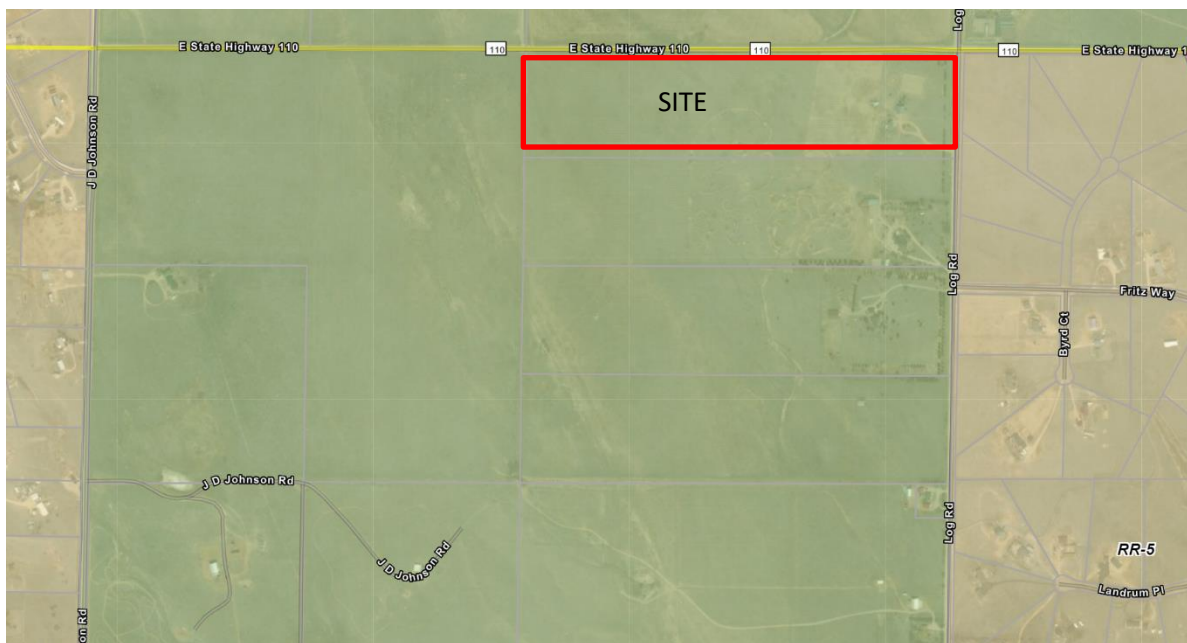 Log
E State Highway 110
110
E State Highway 110
110
110
E State Highway 1
SITE
J D Johnson Rd
Log Rd
Fritz Way
Byrd Ct
J D Johnson Rd
J D Johnson Rd
Log Rd
RR-5
Landrum Pl
on Rd